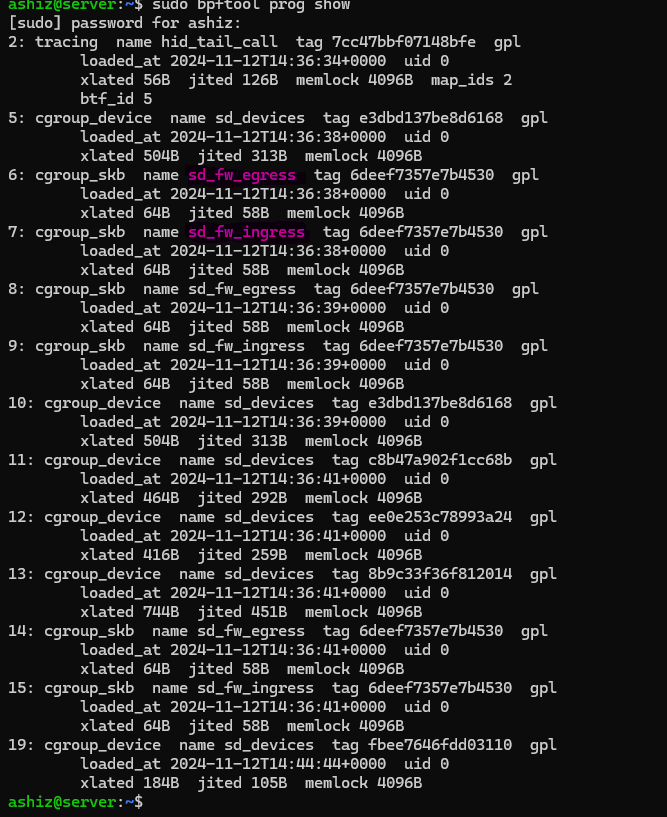 ashiz@server:~$ sudo bpftool prog show
[sudo] password for ashiz:
2: tracing  name hid_tail_call  tag 7cc47bbf07148bfe  gpl
        loaded_at 2024-11-12T14:36:34+0000  uid 0
        xlated 56B  jited 126B  memlock 4096B  map_ids 2
        btf_id 5
5: cgroup_device  name sd_devices  tag e3dbd137be8d6168  gpl
        loaded_at 2024-11-12T14:36:38+0000  uid 0
        xlated 504B  jited 313B  memlock 4096B
6: cgroup_skb  name sd_fw_egress  tag 6deef7357e7b4530  gpl
        loaded_at 2024-11-12T14:36:38+0000  uid 0
        xlated 64B  jited 58B  memlock 4096B
7: cgroup_skb  name sd_fw_ingress  tag 6deef7357e7b4530  gpl
        loaded_at 2024-11-12T14:36:38+0000  uid 0
        xlated 64B  jited 58B  memlock 4096B
8: cgroup_skb  name sd_fw_egress  tag 6deef7357e7b4530  gpl
        loaded_at 2024-11-12T14:36:39+0000  uid 0
        xlated 64B  jited 58B  memlock 4096B
9: cgroup_skb  name sd_fw_ingress  tag 6deef7357e7b4530  gpl
        loaded_at 2024-11-12T14:36:39+0000  uid 0
        xlated 64B  jited 58B  memlock 4096B
10: cgroup_device  name sd_devices  tag e3dbd137be8d6168  gpl
        loaded_at 2024-11-12T14:36:39+0000  uid 0
        xlated 504B  jited 313B  memlock 4096B
11: cgroup_device  name sd_devices  tag c8b47a902f1cc68b  gpl
        loaded_at 2024-11-12T14:36:41+0000  uid 0
        xlated 464B  jited 292B  memlock 4096B
12: cgroup_device  name sd_devices  tag ee0e253c78993a24  gpl
        loaded_at 2024-11-12T14:36:41+0000  uid 0
        xlated 416B  jited 259B  memlock 4096B
13: cgroup_device  name sd_devices  tag 8b9c33f36f812014  gpl
        loaded_at 2024-11-12T14:36:41+0000  uid 0
        xlated 744B  jited 451B  memlock 4096B
14: cgroup_skb  name sd_fw_egress  tag 6deef7357e7b4530  gpl
        loaded_at 2024-11-12T14:36:41+0000  uid 0
        xlated 64B  jited 58B  memlock 4096B
15: cgroup_skb  name sd_fw_ingress  tag 6deef7357e7b4530  gpl
        loaded_at 2024-11-12T14:36:41+0000  uid 0
        xlated 64B  jited 58B  memlock 4096B
19: cgroup_device  name sd_devices  tag fbee7646fdd03110  gpl
        loaded_at 2024-11-12T14:44:44+0000  uid 0
        xlated 184B  jited 105B  memlock 4096B
ashiz@server:~$